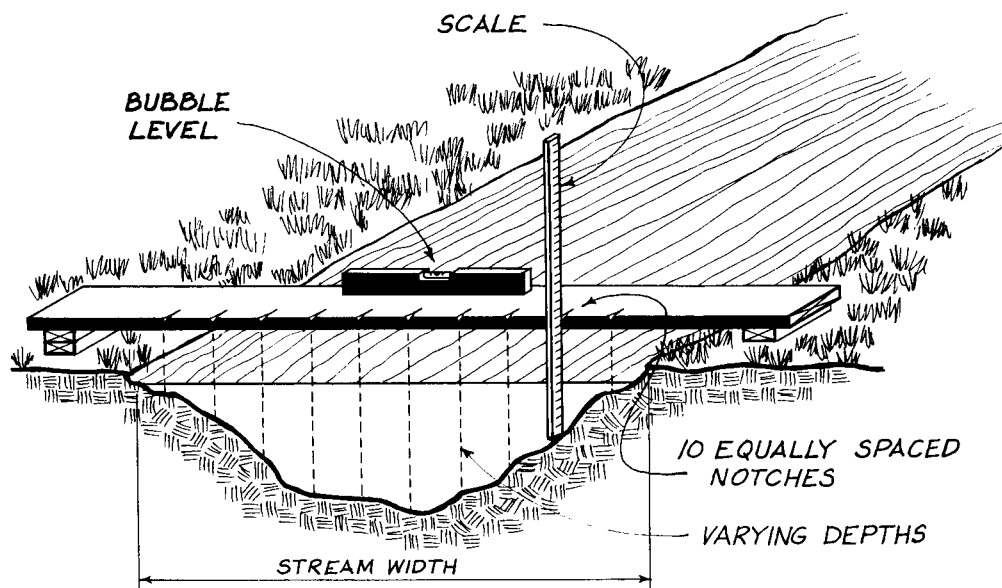 SCALE
BUBBLE
LEVEL
10 EQUALLY SPACED
NOTCHES
VARYING DEPTHS
STREAM WIDTH